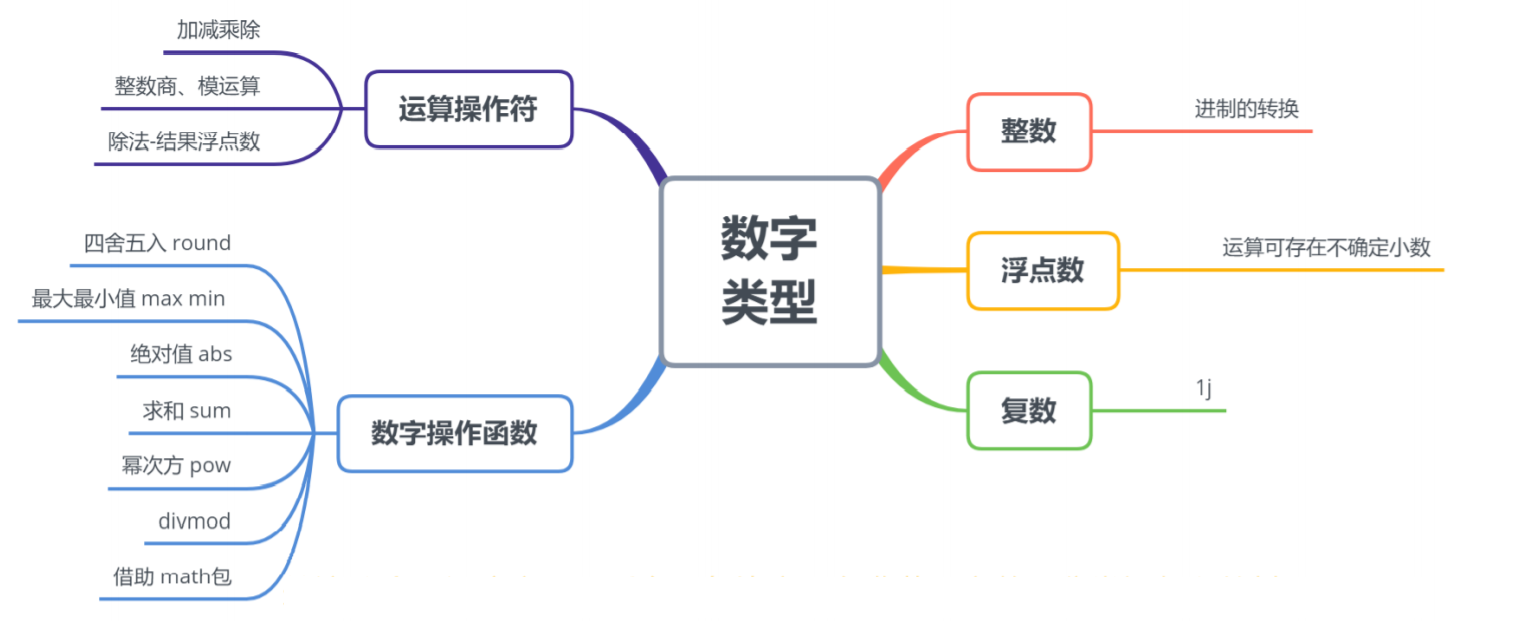 加减乘除
整数商、模运算
除法-结果浮点数
运算操作符
四舍五入 round
最大最小值 max min
绝对值 abs
求和 sum
幂次方 pow
divmod
借助 math包
数字操作函数
数字
类型
整数
进制的转换
浮点数
运算可存在不确定小数
复数
1j